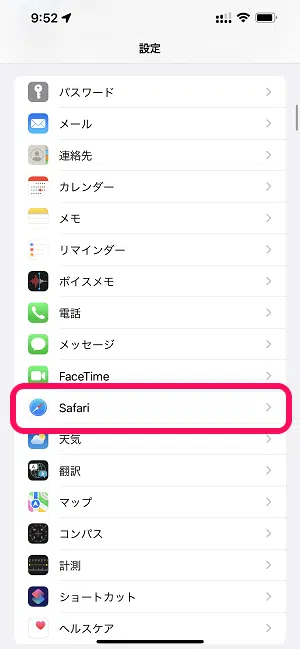 9:52
設定
パスワード
メール
連絡先
カレンダー
メモ
リマインダー
ボイスメモ
電話
メッセージ
FaceTime
Safari
天気
翻訳
マップ
コンパス
計測
ショートカット
ヘルスケア